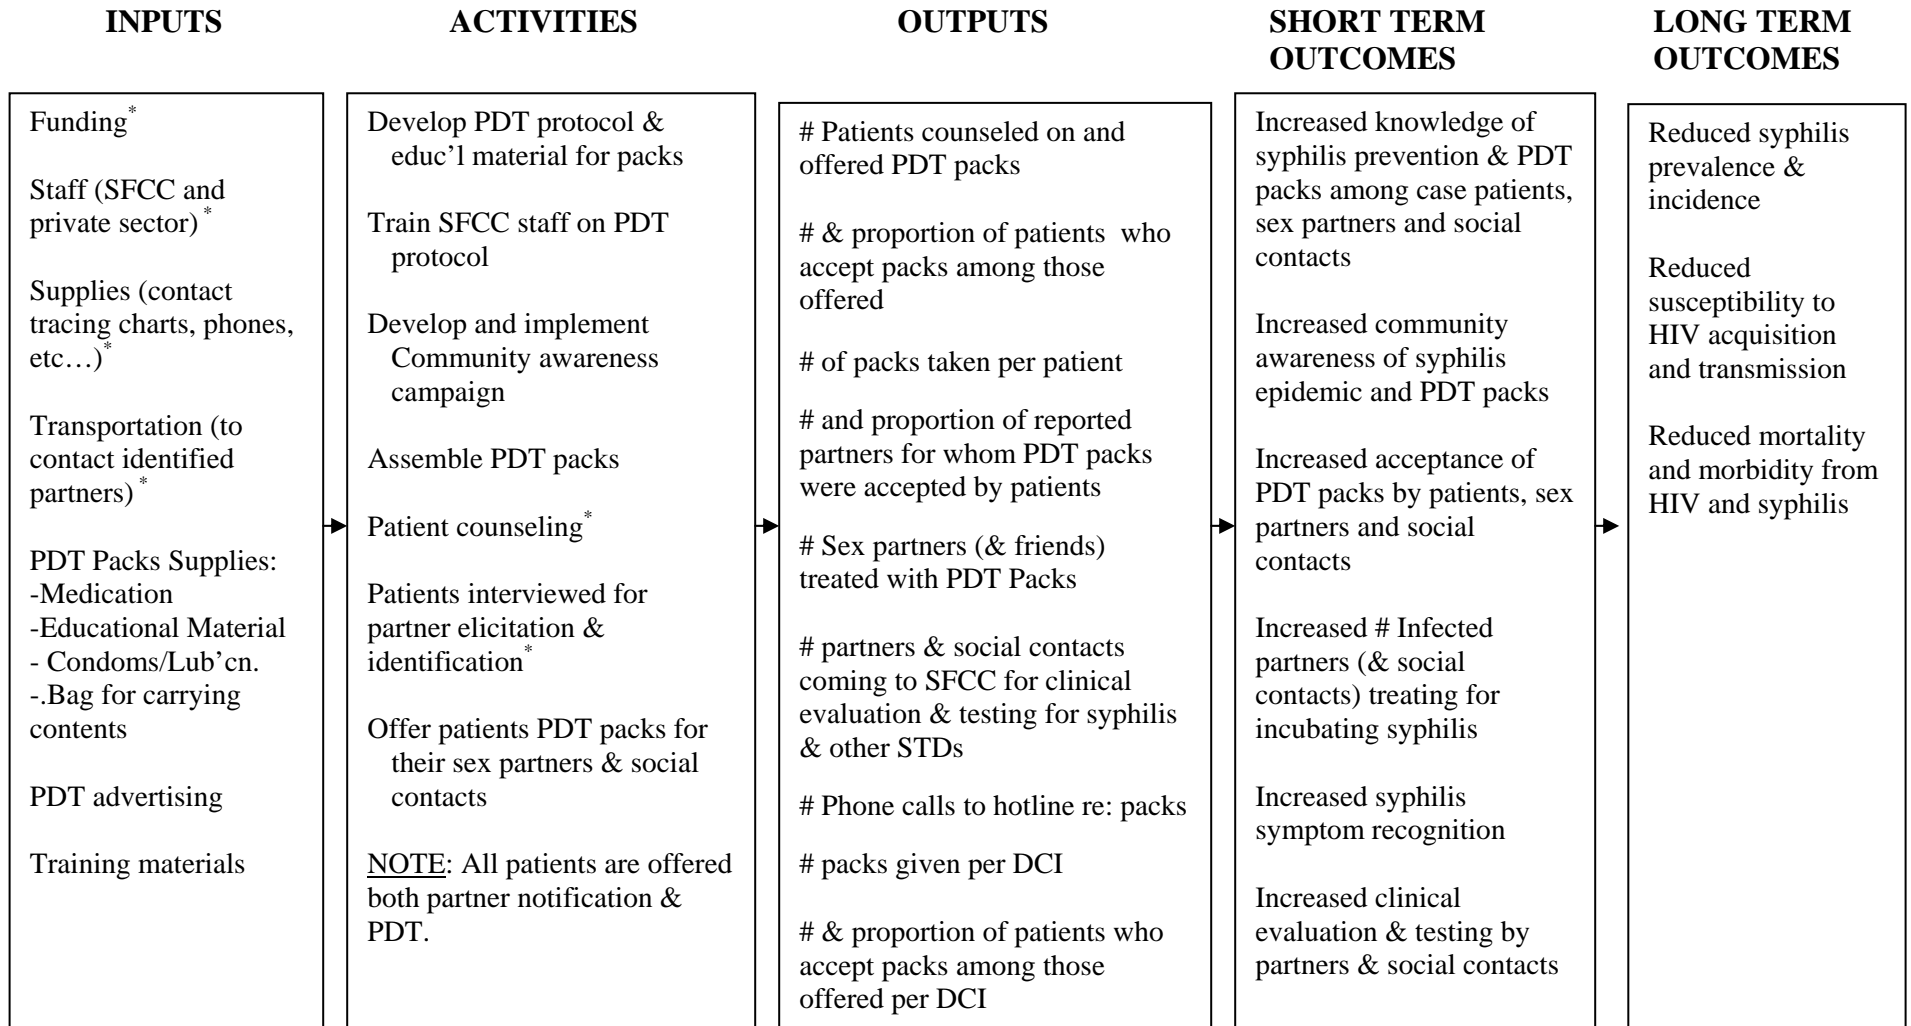 INPUTS
ACTIVITIES
OUTPUTS
SHORT TERM
OUTCOMES
LONG TERM
OUTCOMES
Funding*
Staff (SFCC and
private sector) *
Supplies (contact
tracing charts, phones,
etc…)*
Transportation (to
contact identified
partners) *
PDT Packs Supplies:
-Medication
-Educational Material
- Condoms/Lub’cn.
-.Bag for carrying
contents
PDT advertising
Training materials
Develop PDT protocol &
educ’l material for packs
Train SFCC staff on PDT
protocol
Develop and implement
Community awareness
campaign
Assemble PDT packs
Patient counseling*
Patients interviewed for
partner elicitation &
identification*
Offer patients PDT packs for
their sex partners & social
contacts
NOTE: All patients are offered
both partner notification &
PDT.
# Patients counseled on and
offered PDT packs
# & proportion of patients who
accept packs among those
offered
# of packs taken per patient
# and proportion of reported
partners for whom PDT packs
were accepted by patients
# Sex partners (& friends)
treated with PDT Packs
# partners & social contacts
coming to SFCC for clinical
evaluation & testing for syphilis
& other STDs
# Phone calls to hotline re: packs
# packs given per DCI
# & proportion of patients who
accept packs among those
offered per DCI
Increased knowledge of
syphilis prevention & PDT
packs among case patients,
sex partners and social
contacts
Increased community
awareness of syphilis
epidemic and PDT packs
Increased acceptance of
PDT packs by patients, sex
partners and social
contacts
Increased # Infected
partners (& social
contacts) treating for
incubating syphilis
Increased syphilis
symptom recognition
Increased clinical
evaluation & testing by
partners & social contacts
Reduced syphilis
prevalence &
incidence
Reduced
susceptibility to
HIV acquisition
and transmission
Reduced mortality
and morbidity from
HIV and syphilis